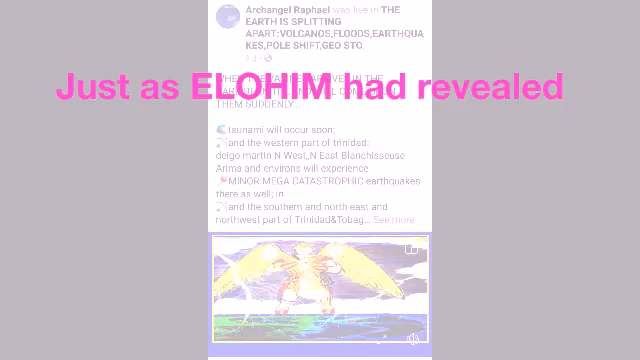 Archangel Raphael was live in THE
EARTH IS SPLITTING
APART:VOLCANOS,FLOODS,EARTHQUA
KES,POLE SHIFT,GEO STO.
2 d
Just as ELOHIM had revealed
THEM SUDDENLY...
tsunami will occur soon:
and the western part of trinidad:
deigo martin N West,,N East Blanchisseuse
Arima and environs will experience
MINOR MEGA CATASTROPHIC earthquakes
there as well; in
and the southern and north east and
northwest part of Trinidad&Tobag... See more